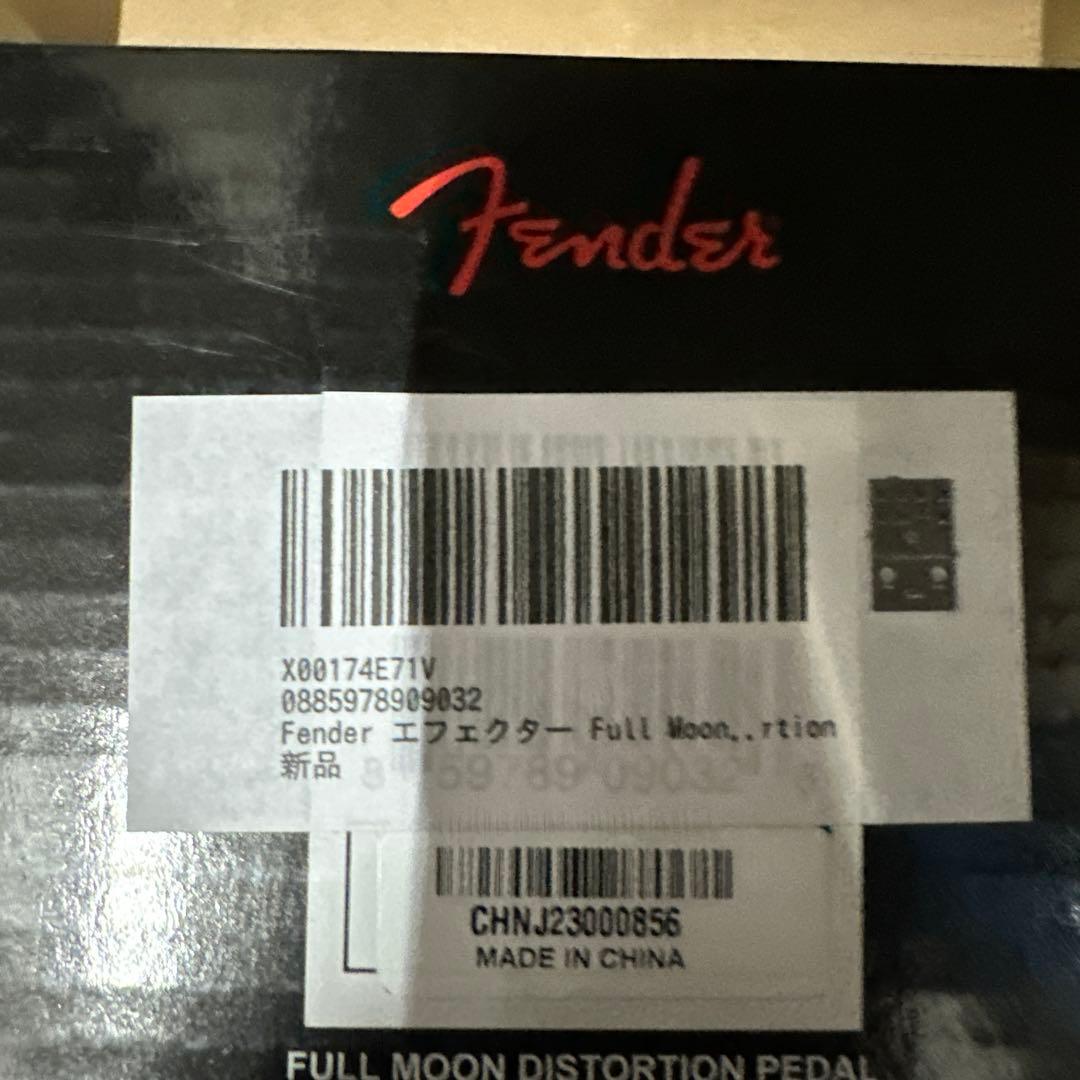 Fender
X00174E71V
0885978909032
Fender エフェクター Full Moon...rtion
新品
CHNJ23000856
MADE IN CHINA
FULL MOON DISTORTION PEDAL